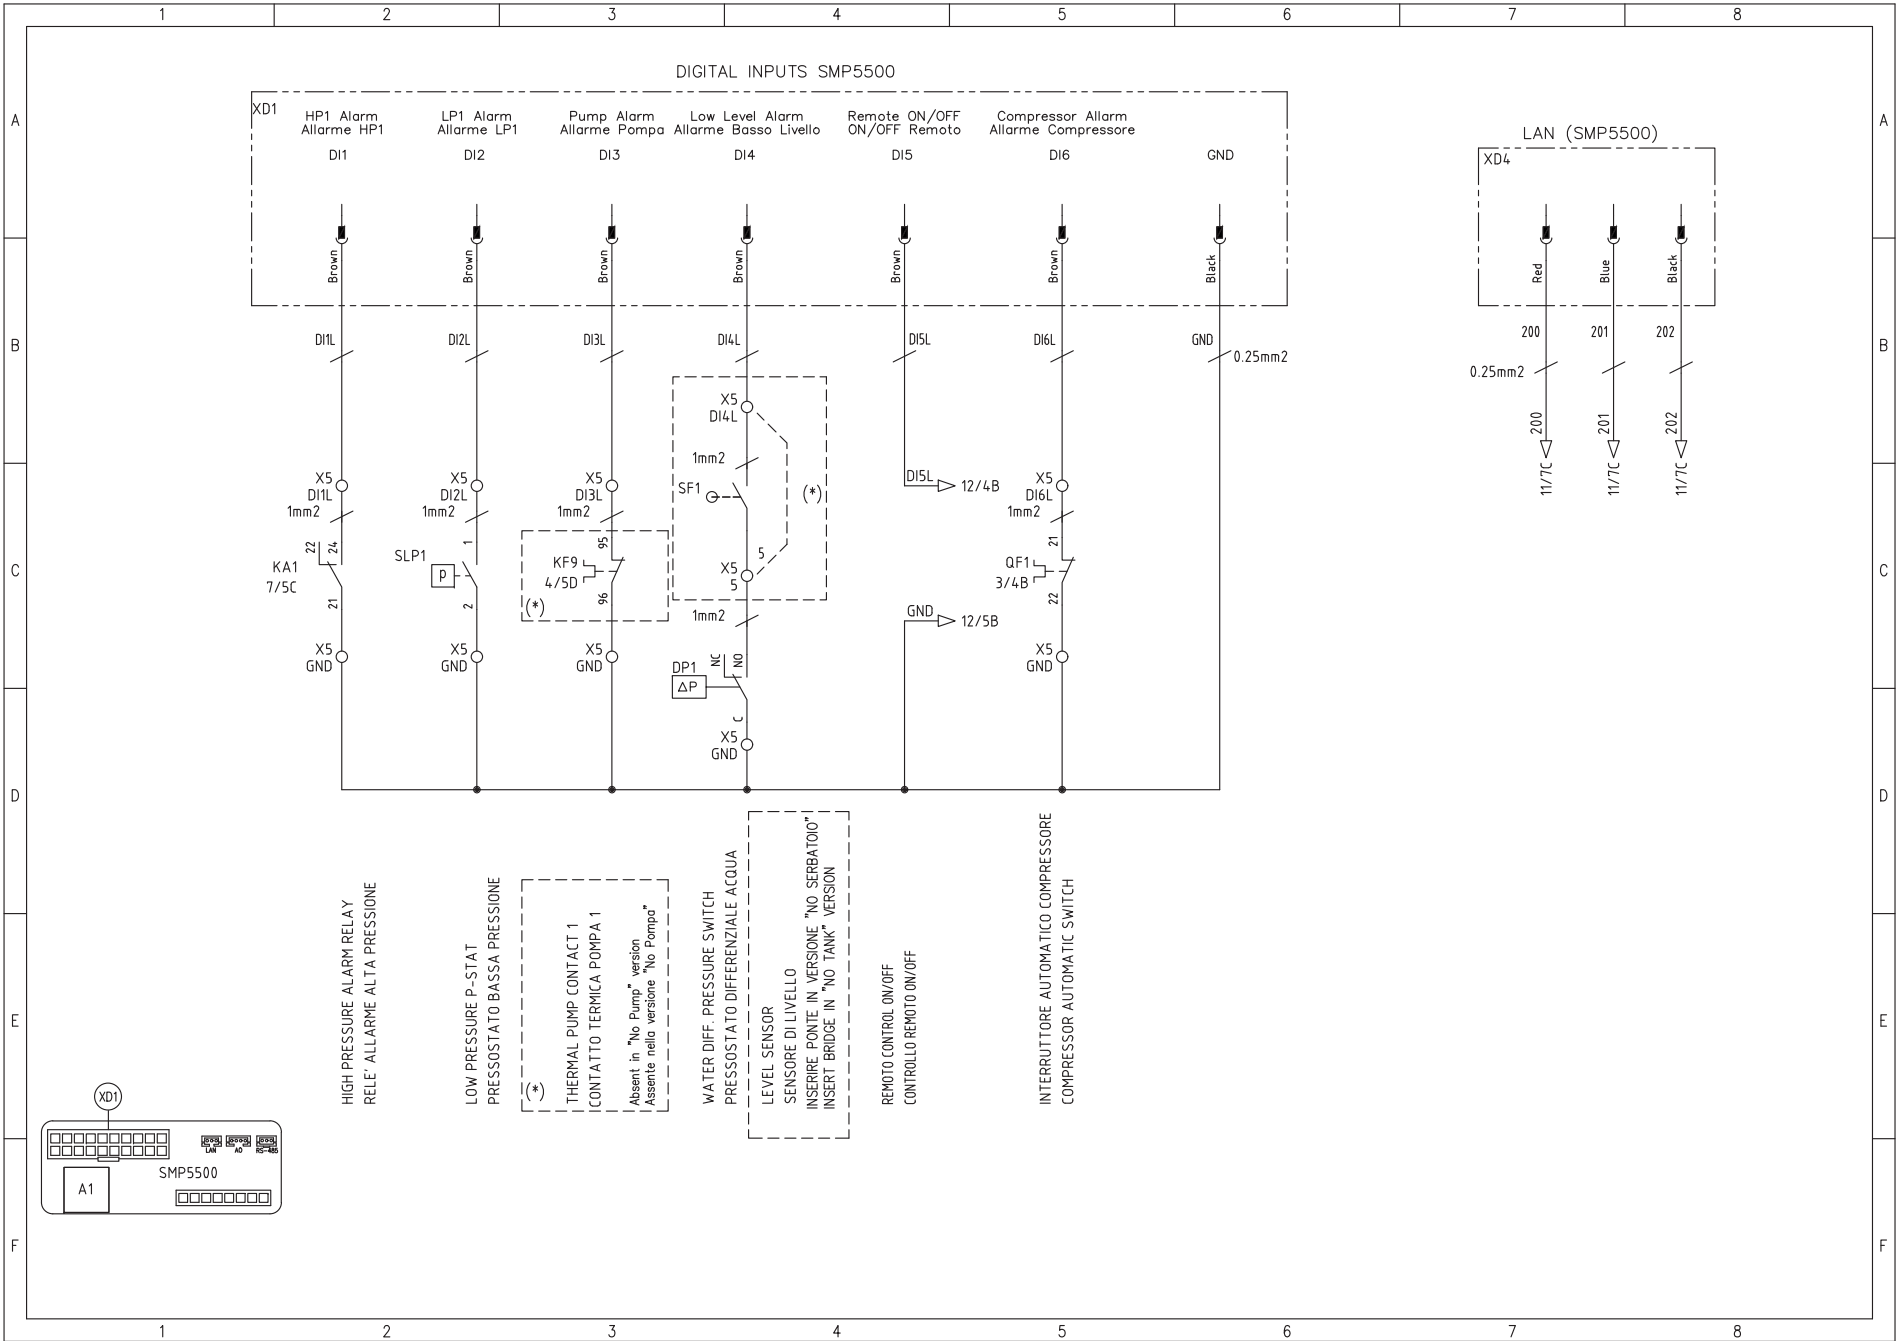 1 2 3 4 5 6 7 8
DIGITAL INPUTS SMP5500
XD1
HP1 Alarm
Allarme HP1
DI1
LP1 Alarm
Allarme LP1
DI2
Pump Alarm
Allarme Pompa
DI3
Low Level Alarm
Allarme Basso Livello
DI4
Remote ON/OFF
ON/OFF Remoto
DI5
Compressor Allarm
Allarme Compressore
DI6
GND
LAN (SMP5500)
XD4
A
A
Brown
Brown
Brown
Brown
Brown
Brown
Black
Red
Blue
Black
B
B
DI1L
DI2L
DI3L
DI4L
DI5L
DI6L
GND
0.25mm2
200
201
202
0.25mm2
200
201
202
11/7C
11/7C
11/7C
X5
DI1L
1mm2
22
24
KA1
7/5C
21
X5
GND
X5
DI2L
1mm2
1
SLP1
P
2
X5
GND
X5
DI3L
1mm2
95
KF9
4/5D
96
(*)
X5
GND
X5
DI4L
1mm2
SF1
(*)
5
X5
5
1mm2
NC
NO
DP1
ΔP
C
X5
GND
DI5L
12/4B
GND
12/5B
X5
DI6L
1mm2
21
QF1
3/4B
22
X5
GND
C
C
D
D
HIGH PRESSURE ALARM RELAY
RELE' ALLARME ALTA PRESSIONE
LOW PRESSURE P-STAT
PRESSOSTATO BASSA PRESSIONE
(*)
THERMAL PUMP CONTACT 1
CONTATTO TERMICA POMPA 1
Absent in "No Pump" version
Assente nella versione "No Pompa"
WATER DIFF. PRESSURE SWITCH
PRESSOSTATO DIFFERENZIALE ACQUA
LEVEL SENSOR
SENSORE DI LIVELLO
INSERIRE PONTE IN VERSIONE "NO SERBATOIO"
INSERT BRIDGE IN "NO TANK" VERSION
REMOTO CONTROL ON/OFF
CONTROLLO REMOTO ON/OFF
INTERRUTTORE AUTOMATICO COMPRESSORE
COMPRESSOR AUTOMATIC SWITCH
E
E
XD1
LAN
AO
RS-485
SMP5500
A1
F
F
1 2 3 4 5 6 7 8